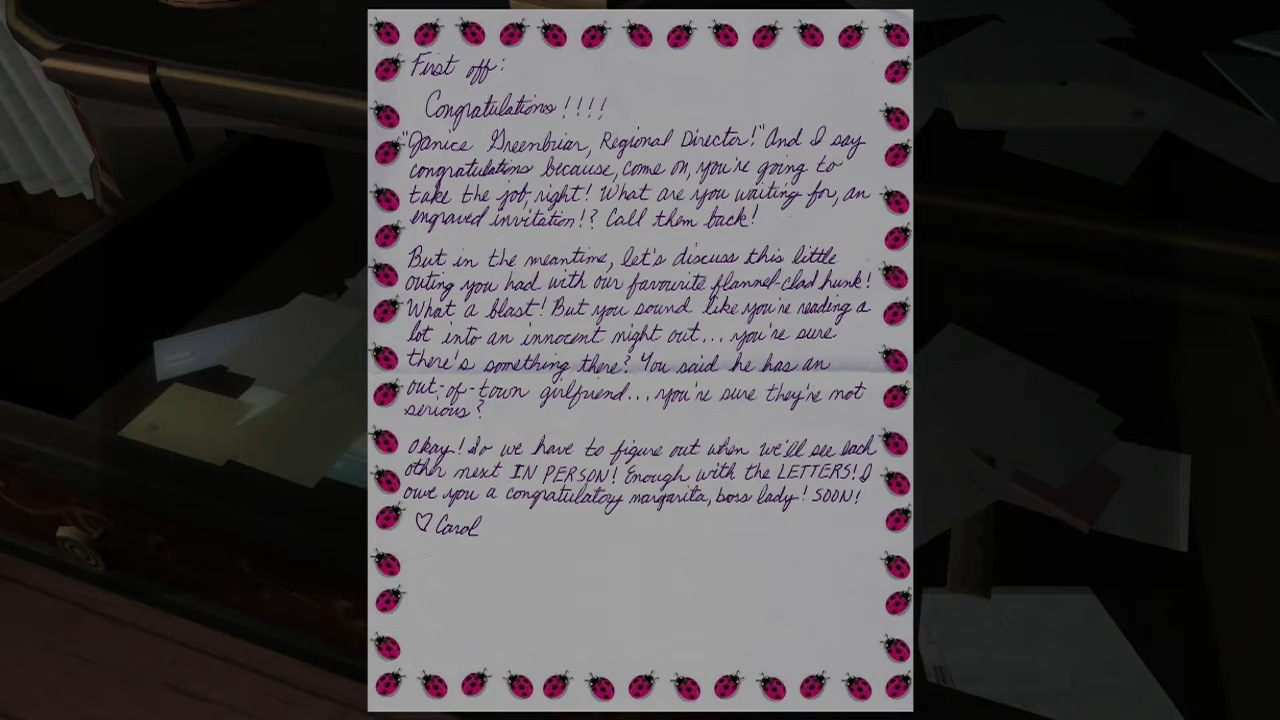 First off:
Congratulations!!!!
"Janice Greenbriar, Regional Director!" And I say
congratulations because, come on, you're going to
take the job, right! What are you waiting for, an
engraved invitation!? Call them back!
But in the meantime, let's discuss this little
outing you had with our favourite flannel-clad hunk!
What a blast! But you sound like you're reading a
lot into an innocent night out... you're sure
there's something there? You said he has an
out-of-town girlfriend... you're sure they're not
serious?
Okay! So we have to figure out when we'll see each
other next IN PERSON! Enough with the LETTERS! I
owe you a congratulatory margarita, boss lady! SOON!
♡ Carol